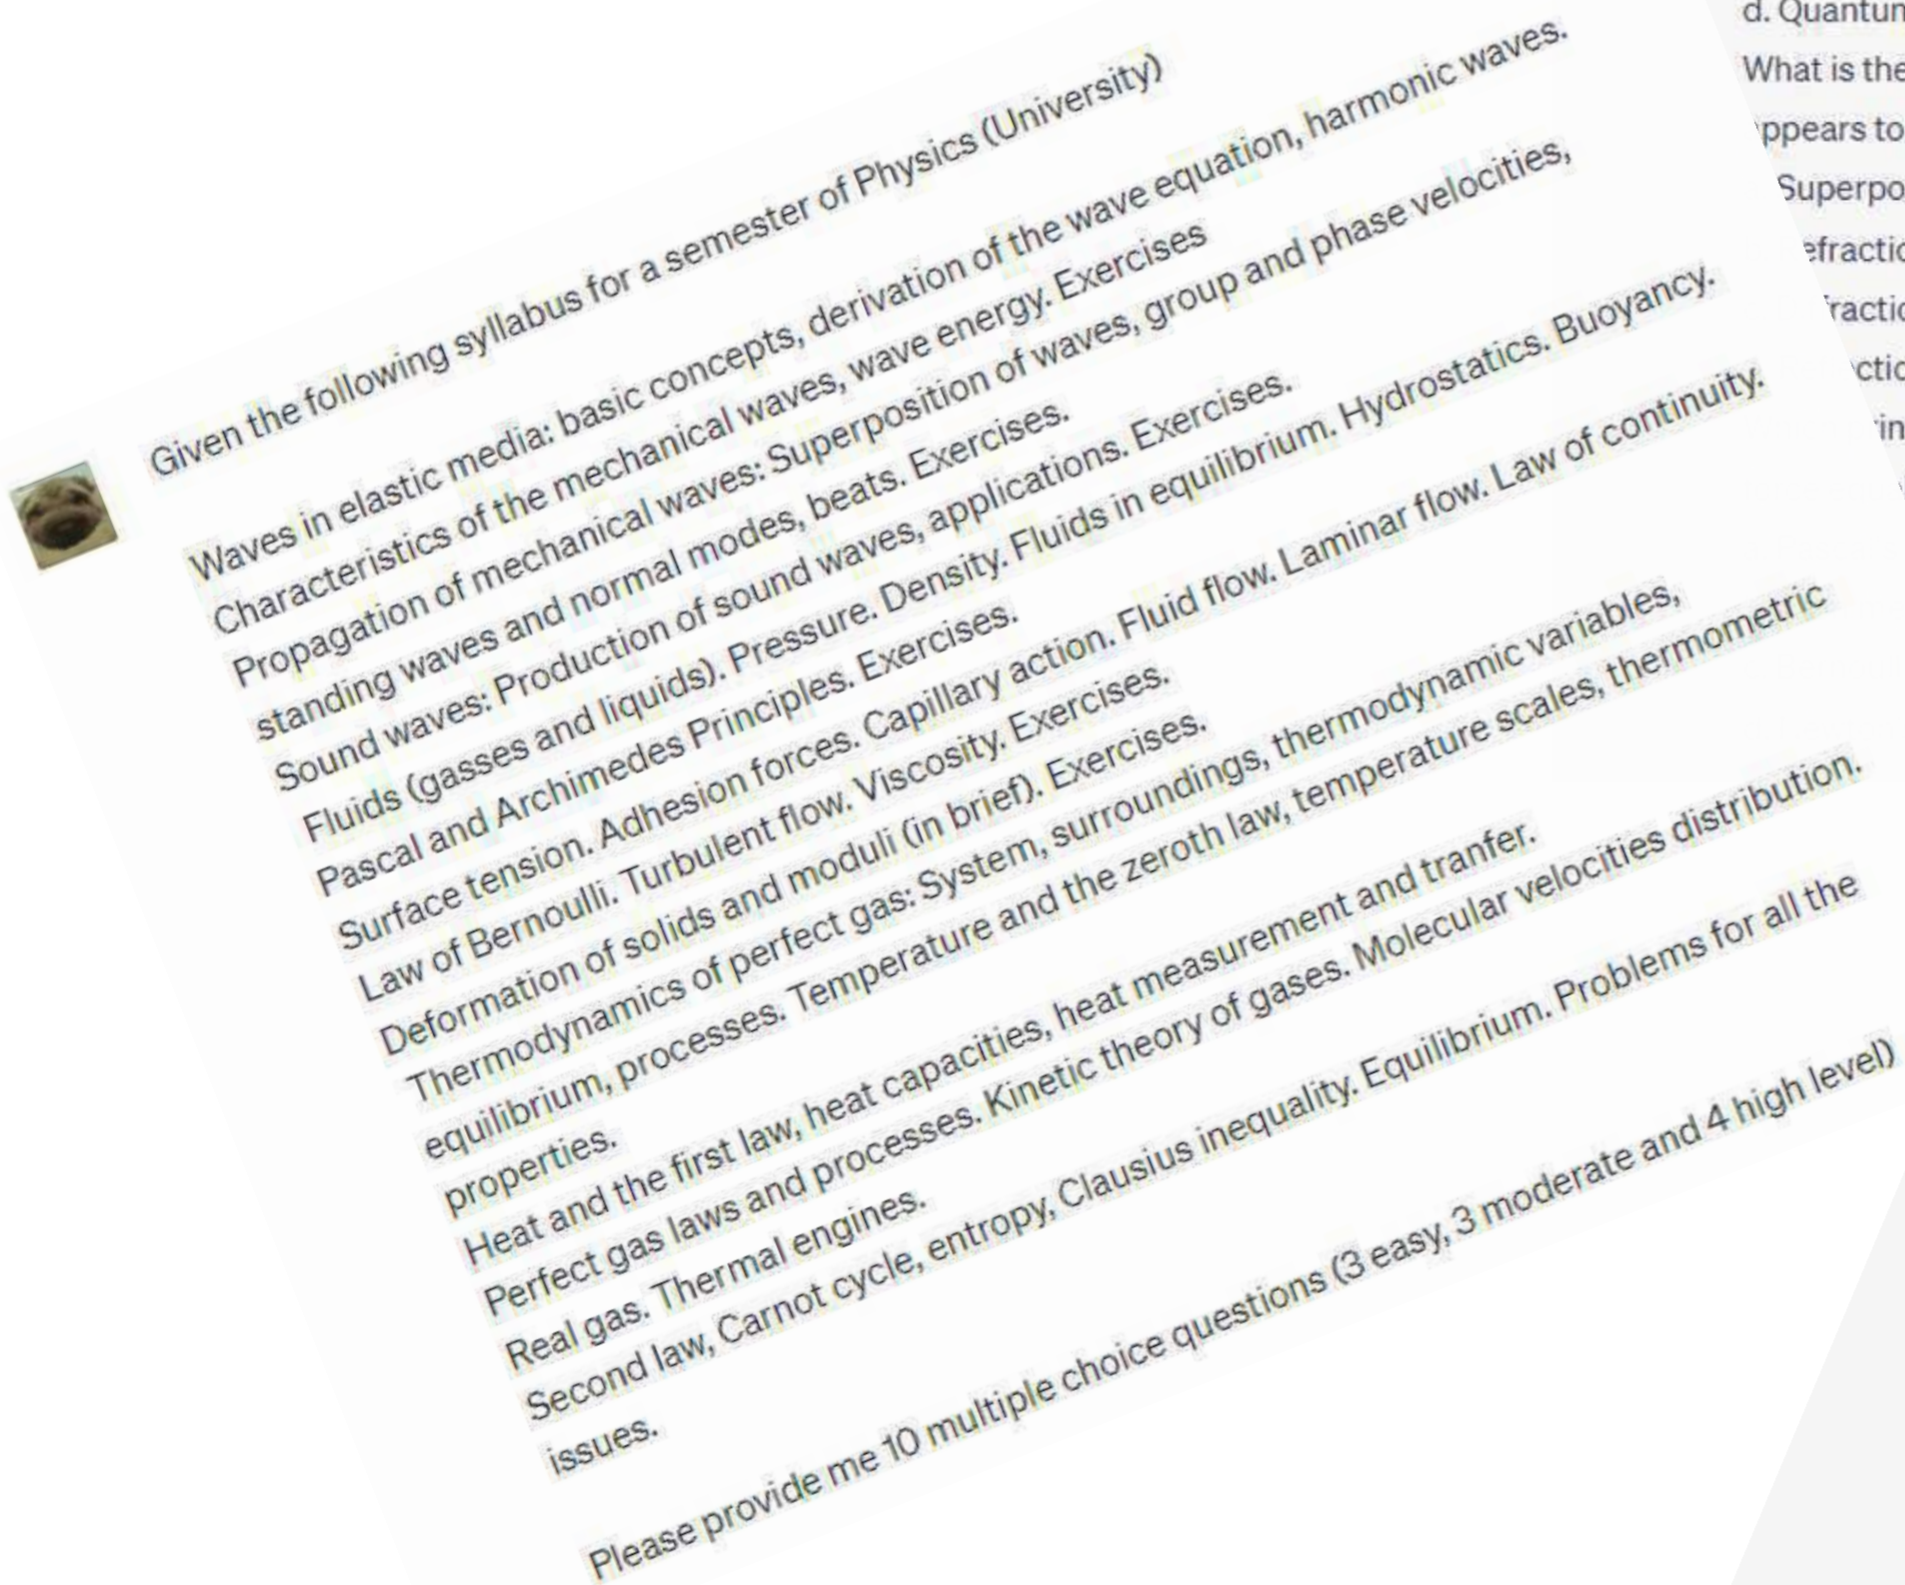 Given the following syllabus for a semester of Physics (University)
Waves in elastic media: basic concepts, derivation of the wave equation, harmonic waves.
Characteristics of the mechanical waves, wave energy. Exercises
Propagation of mechanical waves: Superposition of waves, group and phase velocities,
standing waves and normal modes, beats. Exercises.
Sound waves: Production of sound waves, applications. Exercises.
Fluids (gasses and liquids). Pressure. Density. Fluids in equilibrium. Hydrostatics. Buoyancy.
Pascal and Archimedes Principles. Exercises.
Surface tension. Adhesion forces. Capillary action. Fluid flow. Laminar flow. Law of continuity.
Law of Bernoulli. Turbulent flow. Viscosity. Exercises.
Deformation of solids and moduli (in brief). Exercises.
Thermodynamics of perfect gas: System, surroundings, thermodynamic variables,
equilibrium, processes. Temperature and the zeroth law, temperature scales, thermometric
properties.
Heat and the first law, heat capacities, heat measurement and tranfer.
Perfect gas laws and processes. Kinetic theory of gases. Molecular velocities distribution.
Real gas. Thermal engines.
Second law, Carnot cycle, entropy, Clausius inequality. Equilibrium. Problems for all the
issues.
Please provide me 10 multiple choice questions (3 easy, 3 moderate and 4 high level)
d. Quantun
What is the
ppears to
Superpo
efractic
fractic
ctic
in